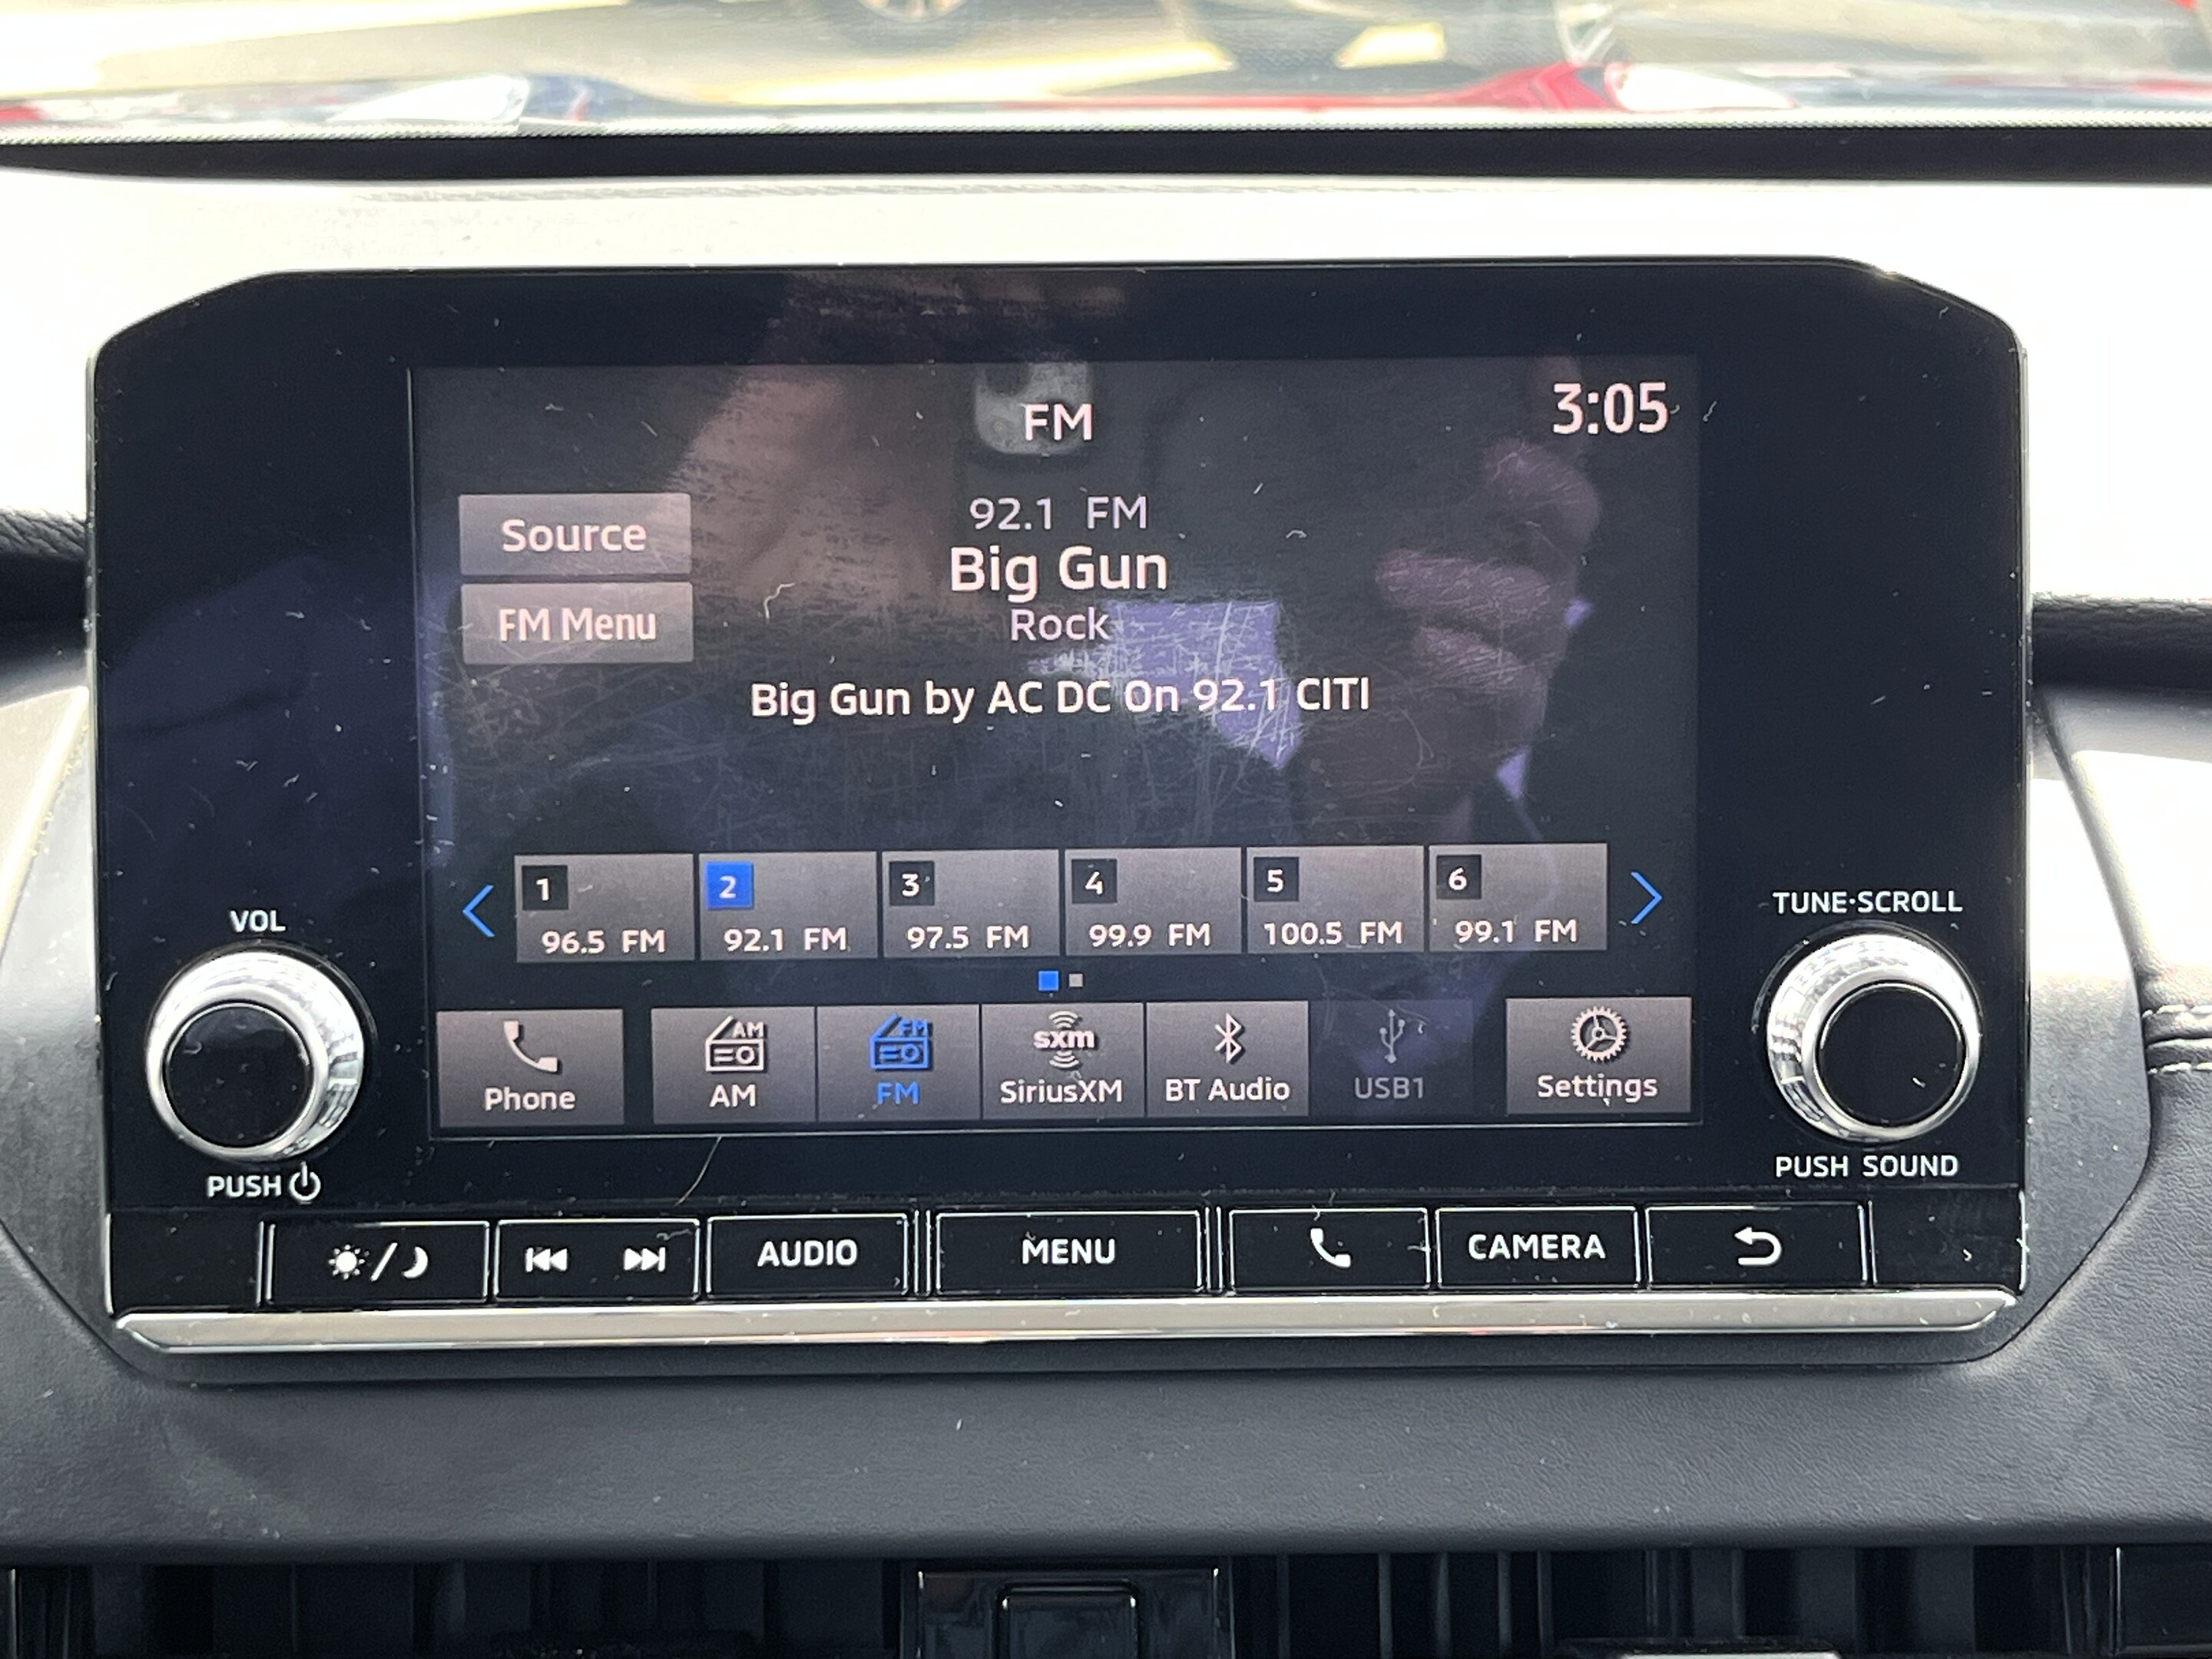 FM
3:05
Source
92.1 FM
Big Gun
FM Menu
Rock
Big Gun by AC DC On 92.1 CITI
1
2
3
4
5
6
96.5 FM
92.1 FM
97.5 FM
99.9 FM
100.5 FM
99.1 FM
VOL
TUNE·SCROLL
AM
FM
sxm
Phone
AM
FM
SiriusXM
BT Audio
USB1
Settings
PUSH
PUSH SOUND
AUDIO
MENU
CAMERA